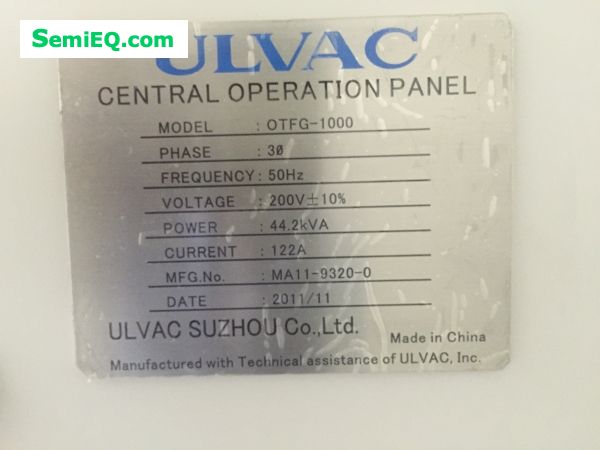 SemiEQ.com
ULVAC
CENTRAL OPERATION PANEL
MODEL : OTFG-1000
PHASE : 3ø
FREQUENCY : 50Hz
VOLTAGE : 200V±10%
POWER : 44.2kVA
CURRENT : 122A
MFG.No. : MA11-9320-0
DATE : 2011/11
ULVAC SUZHOU Co.,Ltd.
Made in China
Manufactured with Technical assistance of ULVAC, Inc.